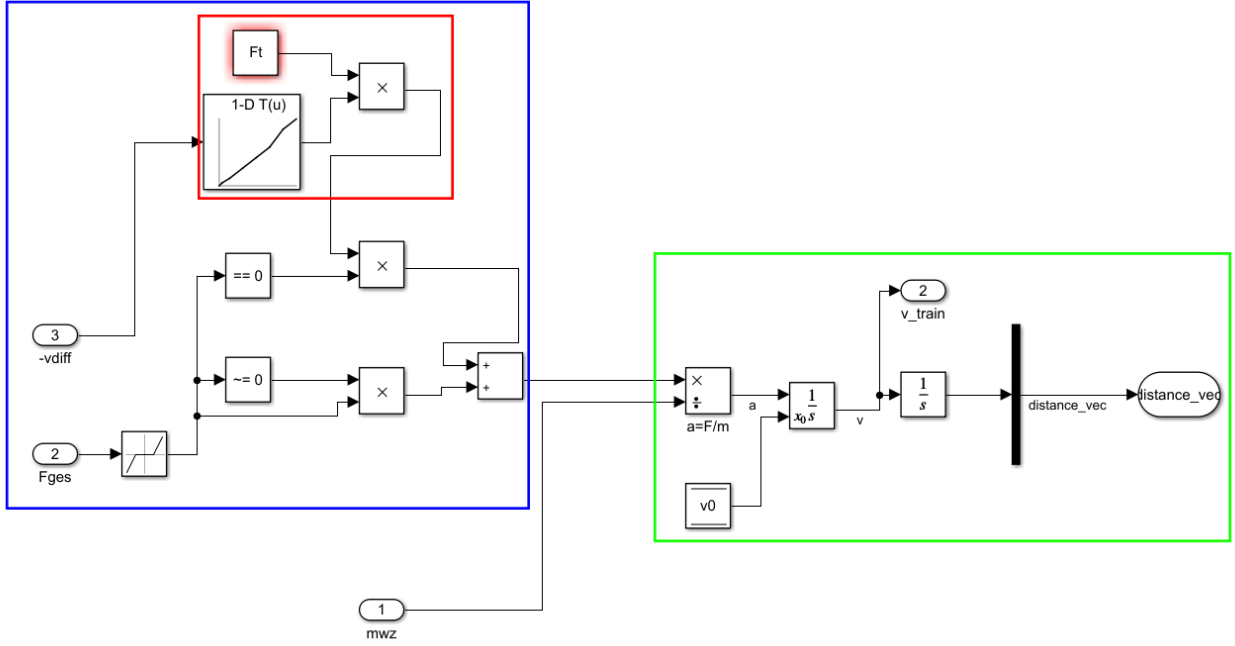 Ft
×
1-D T(u)
== 0
×
3
-vdiff
~= 0
×
+
+
2
Fges
×
÷
a=F/m
a
1
x₀ s
v
2
v_train
1
s
distance_vec
distance_vec
v0
1
mwz